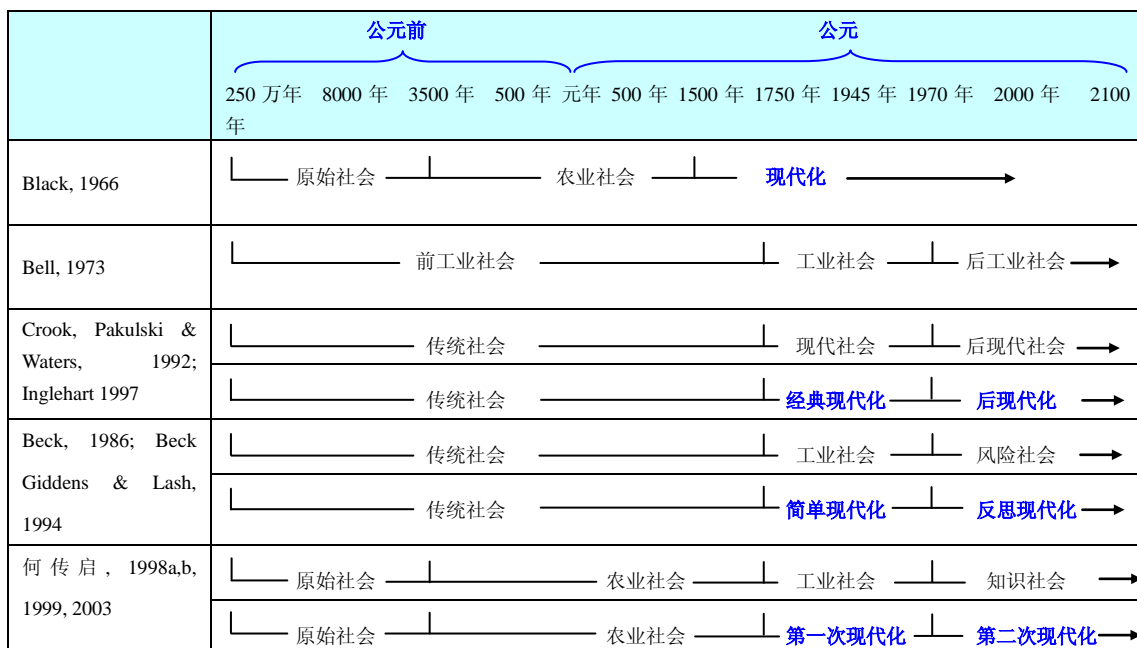 公元前 公元
250 万年 8000 年 3500 年 500 年 元年 500 年 1500 年 1750 年 1945 年 1970 年 2000 年 2100
年
Black, 1966 原始社会 农业社会 现代化
Bell, 1973 前工业社会 工业社会 后工业社会
Crook, Pakulski &
Waters, 1992;
Inglehart 1997
传统社会 现代社会 后现代社会
传统社会 经典现代化 后现代化
Beck, 1986; Beck
Giddens & Lash,
1994
传统社会 工业社会 风险社会
传统社会 简单现代化 反思现代化
何传启, 1998a,b,
1999, 2003
原始社会 农业社会 工业社会 知识社会
原始社会 农业社会 第一次现代化 第二次现代化